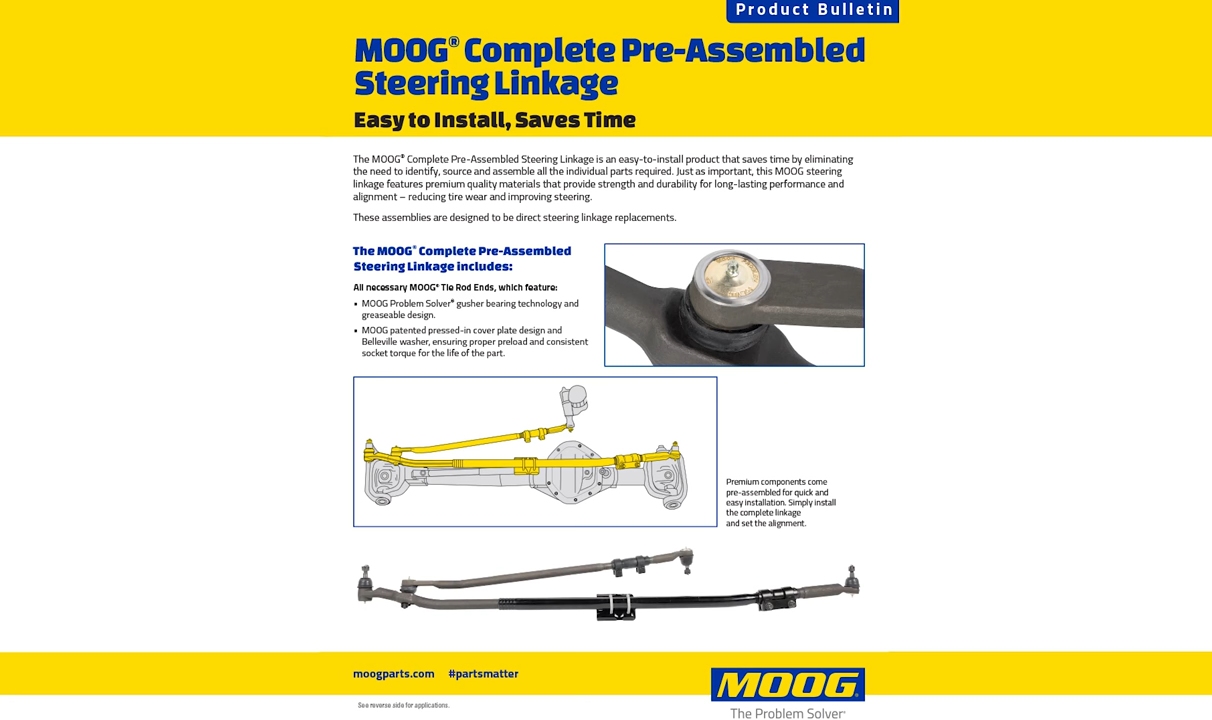 Product Bulletin
MOOG® Complete Pre-Assembled
Steering Linkage
Easy to Install, Saves Time
The MOOG® Complete Pre-Assembled Steering Linkage is an easy-to-install product that saves time by eliminating
the need to identify, source and assemble all the individual parts required. Just as important, this MOOG steering
linkage features premium quality materials that provide strength and durability for long-lasting performance and
alignment – reducing tire wear and improving steering.
These assemblies are designed to be direct steering linkage replacements.
The MOOG® Complete Pre-Assembled
Steering Linkage includes:
All necessary MOOG® Tie Rod Ends, which feature:
• MOOG Problem Solver® gusher bearing technology and
greaseable design.
• MOOG patented pressed-in cover plate design and
Belleville washer, ensuring proper preload and consistent
socket torque for the life of the part.
Premium components come
pre-assembled for quick and
easy installation. Simply install
the complete linkage
and set the alignment.
moogparts.com #partsmatter
MOOG®
See reverse aside for applications.
The Problem Solver™